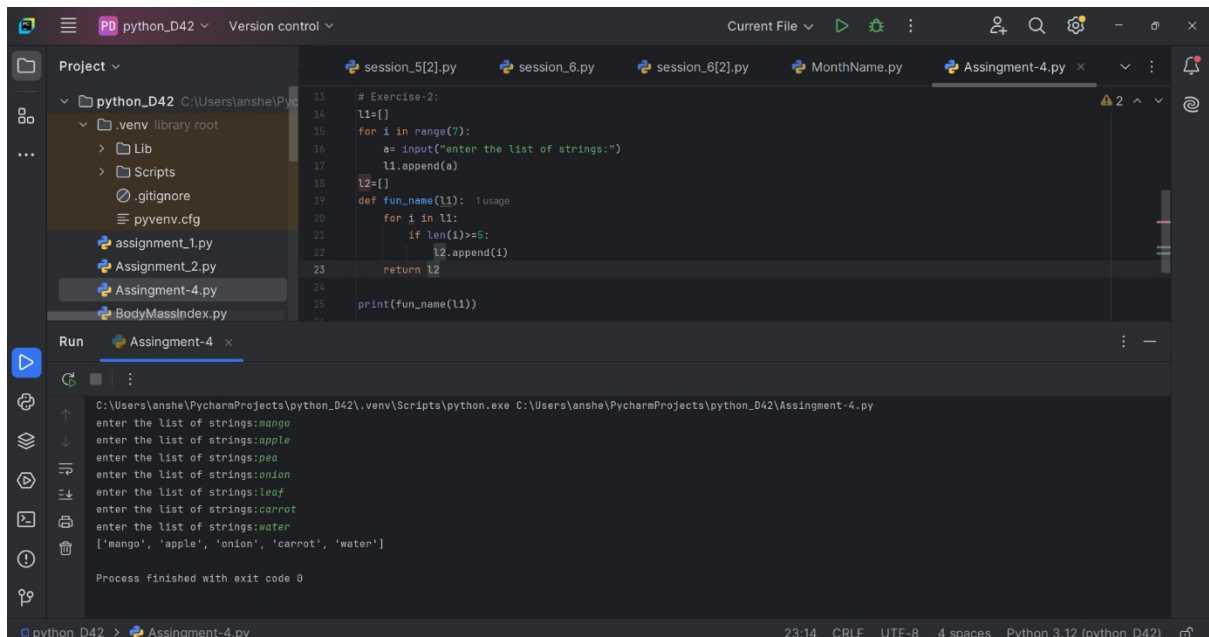 PD python_D42 Version control Current File
Project session_5[2].py session_6.py session_6[2].py MonthName.py Assingment-4.py
python_D42 C:\Users\anshe\Pyc
.venv library root
Lib
Scripts
.gitignore
pyvenv.cfg
assignment_1.py
Assignment_2.py
Assingment-4.py
BodyMassIndex.py
2
13 # Exercise-2:
14 l1=[]
15 for i in range(7):
16 a= input("enter the list of strings:")
17 l1.append(a)
18 l2=[]
19 def fun_name(l1): 1 usage
20 for i in l1:
21 if len(i)>=5:
22 l2.append(i)
23 return l2
24
25 print(fun_name(l1))
Run Assingment-4
C:\Users\anshe\PycharmProjects\python_D42\.venv\Scripts\python.exe C:\Users\anshe\PycharmProjects\python_D42\Assingment-4.py
enter the list of strings:mango
enter the list of strings:apple
enter the list of strings:pea
enter the list of strings:onion
enter the list of strings:leaf
enter the list of strings:carrot
enter the list of strings:water
['mango', 'apple', 'onion', 'carrot', 'water']
Process finished with exit code 0
python_D42 > Assingment-4.py 23:14 CRLF UTF-8 4 spaces Python 3.12 (python_D42)